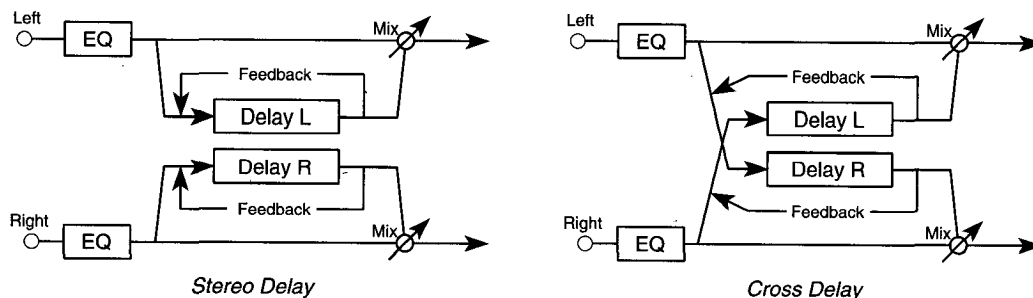 Left
EQ
Mix
Feedback
Delay L
Delay R
Feedback
Right
EQ
Mix
Stereo Delay
Left
EQ
Mix
Feedback
Delay L
Delay R
Feedback
Right
EQ
Mix
Cross Delay